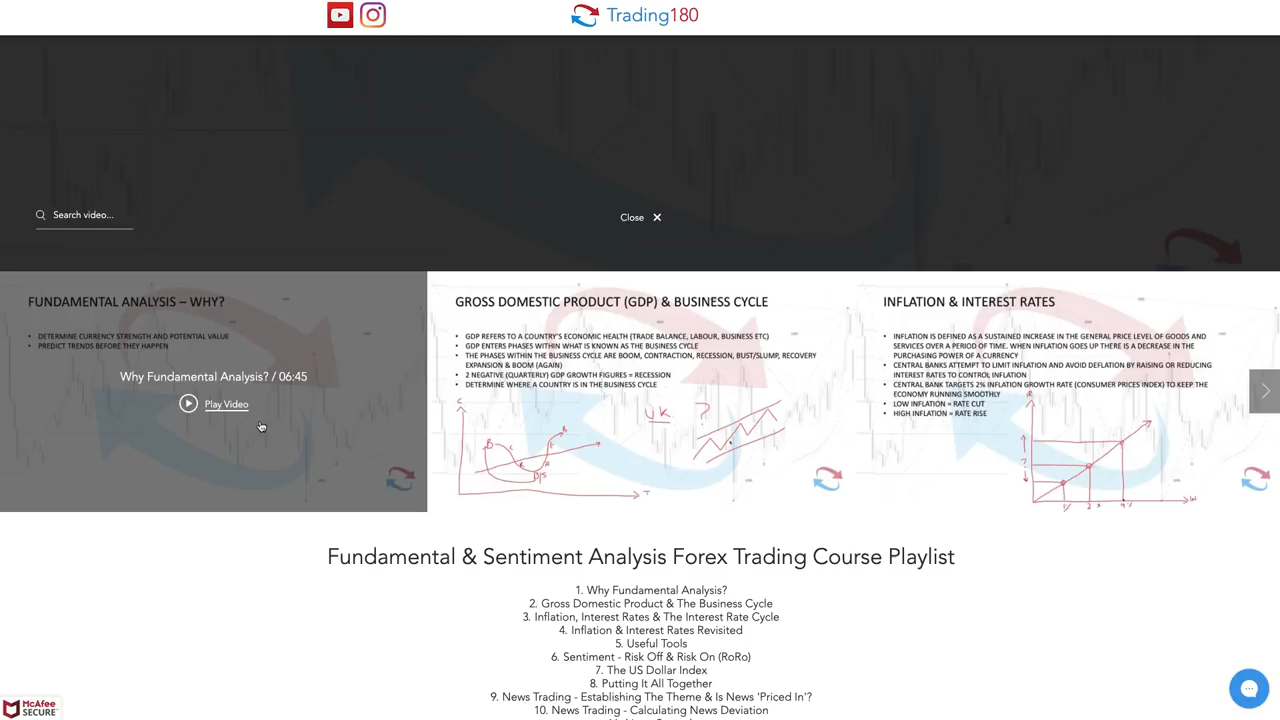 Trading180
Search video...
Close
FUNDAMENTAL ANALYSIS – WHY?
• DETERMINE CURRENCY STRENGTH AND POTENTIAL VALUE
• PREDICT TRENDS BEFORE THEY HAPPEN
Why Fundamental Analysis? / 06:45
Play Video
GROSS DOMESTIC PRODUCT (GDP) & BUSINESS CYCLE
• GDP REFERS TO A COUNTRY'S ECONOMIC HEALTH (TRADE BALANCE, LABOUR, BUSINESS ETC)
• GDP ENTERS PHASES WITHIN WHAT IS KNOWN AS THE BUSINESS CYCLE
• THE PHASES WITHIN THE BUSINESS CYCLE ARE BOOM, CONTRACTION, RECESSION, BUST/SLUMP, RECOVERY
EXPANSION & BOOM (AGAIN)
• 2 NEGATIVE (QUARTERLY) GDP GROWTH FIGURES = RECESSION
• DETERMINE WHERE A COUNTRY IS IN THE BUSINESS CYCLE
UK ?
INFLATION & INTEREST RATES
• INFLATION IS DEFINED AS A SUSTAINED INCREASE IN THE GENERAL PRICE LEVEL OF GOODS AND
SERVICES OVER A PERIOD OF TIME. WHEN INFLATION GOES UP THERE IS A DECREASE IN THE
PURCHASING POWER OF A CURRENCY
• CENTRAL BANKS ATTEMPT TO LIMIT INFLATION AND AVOID DEFLATION BY RAISING OR REDUCING
INTEREST RATES TO CONTROL INFLATION
• CENTRAL BANK TARGETS 2% INFLATION GROWTH RATE (CONSUMER PRICES INDEX) TO KEEP THE
ECONOMY RUNNING SMOOTHLY
• LOW INFLATION = RATE CUT
• HIGH INFLATION = RATE RISE
Fundamental & Sentiment Analysis Forex Trading Course Playlist
1. Why Fundamental Analysis?
2. Gross Domestic Product & The Business Cycle
3. Inflation, Interest Rates & The Interest Rate Cycle
4. Inflation & Interest Rates Revisited
5. Useful Tools
6. Sentiment - Risk Off & Risk On (RoRo)
7. The US Dollar Index
8. Putting It All Together
9. News Trading - Establishing The Theme & Is News 'Priced In'?
10. News Trading - Calculating News Deviation
McAfee
SECURE